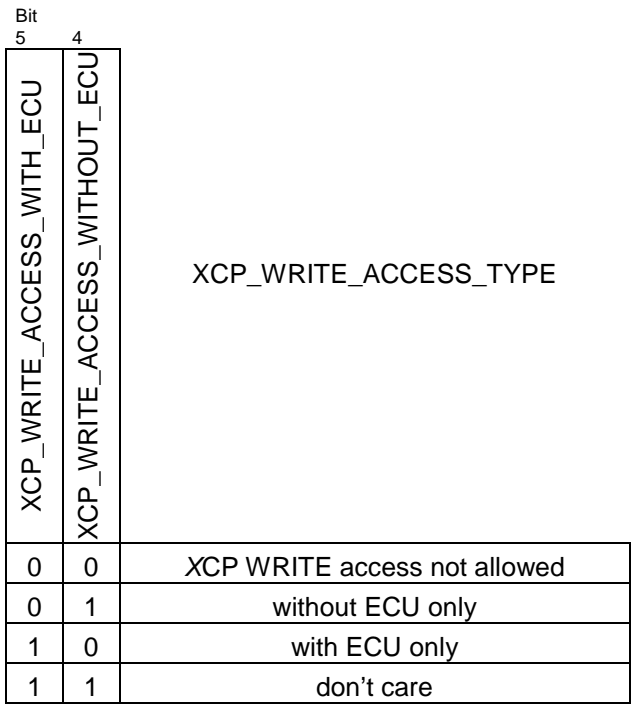 Bit
5 4
XCP_WRITE_ACCESS_WITH_ECU
XCP_WRITE_ACCESS_WITHOUT_ECU
XCP_WRITE_ACCESS_TYPE
0 0 XCP WRITE access not allowed
0 1 without ECU only
1 0 with ECU only
1 1 don't care